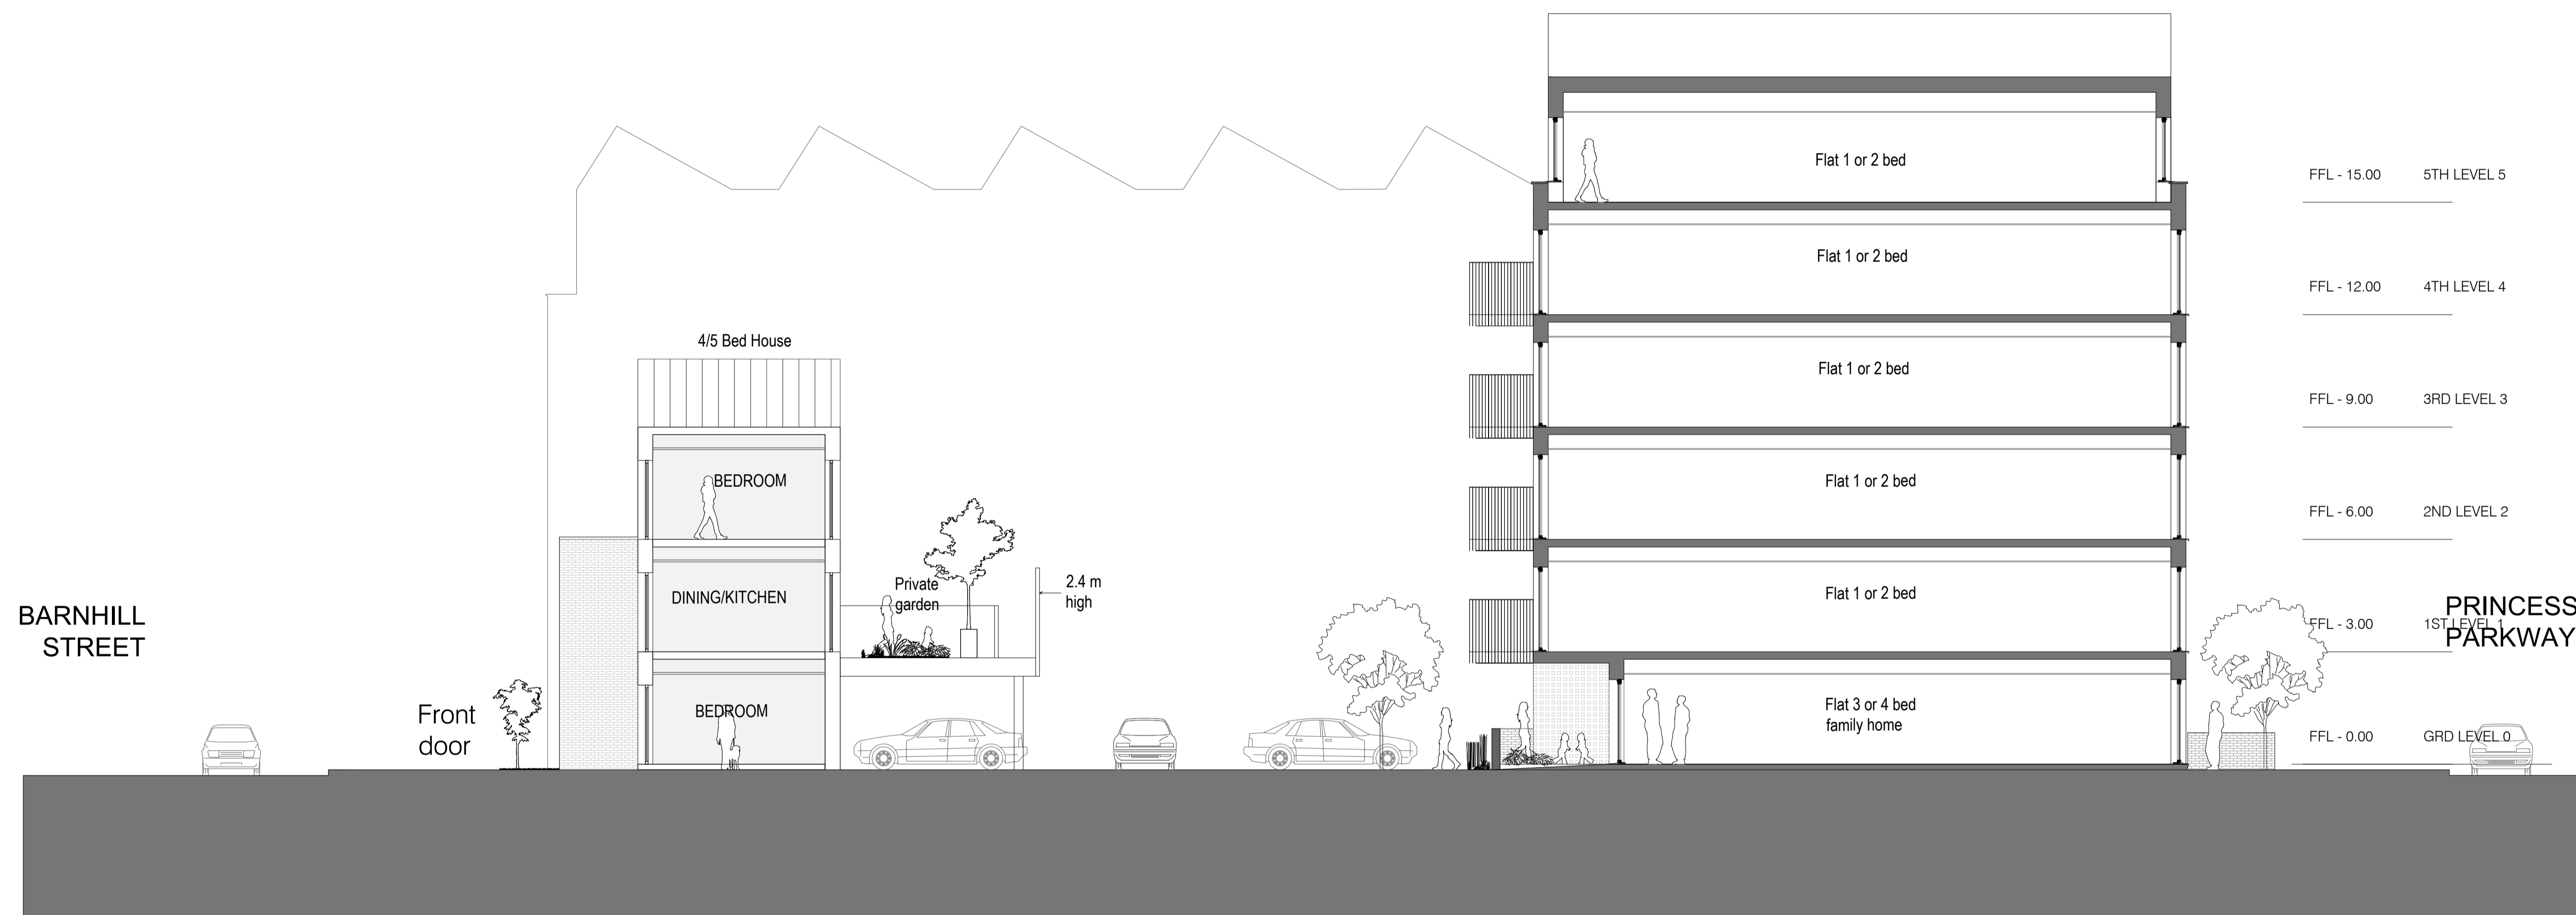 Flat 1 or 2 bed
FFL - 15.00 5TH LEVEL 5
Flat 1 or 2 bed
FFL - 12.00 4TH LEVEL 4
4/5 Bed House
Flat 1 or 2 bed
FFL - 9.00 3RD LEVEL 3
BEDROOM
Flat 1 or 2 bed
FFL - 6.00 2ND LEVEL 2
DINING/KITCHEN
Private
garden
2.4 m
high
Flat 1 or 2 bed
BARNHILL
STREET
FFL - 3.00 1ST LEVEL 1
PRINCESS
PARKWAY
Front
door
BEDROOM
Flat 3 or 4 bed
family home
FFL - 0.00 GRD LEVEL 0